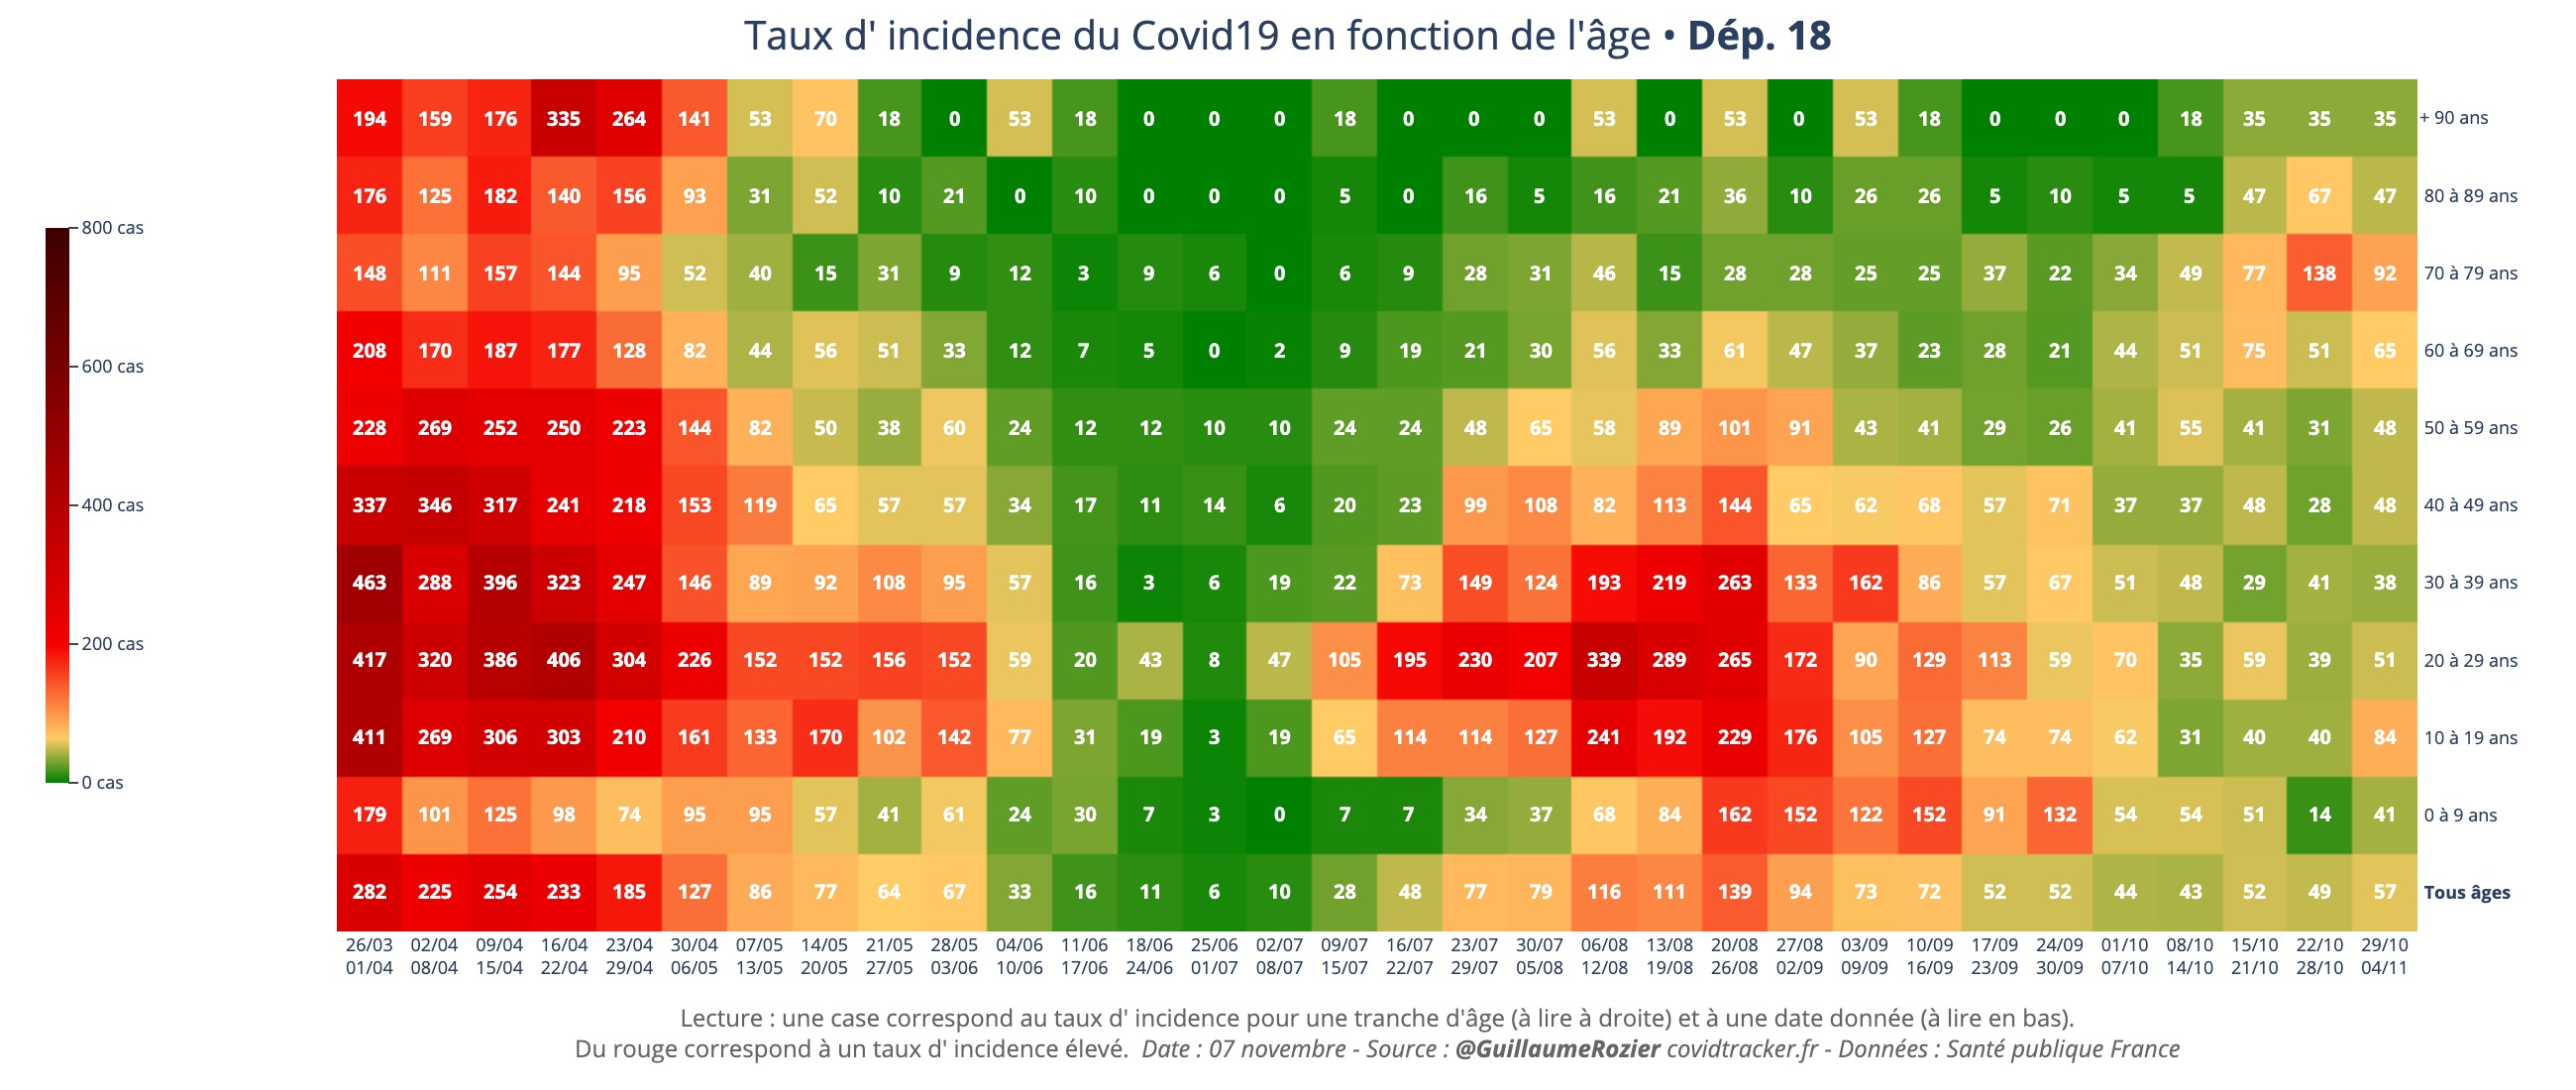 Taux d' incidence du Covid19 en fonction de l'âge • Dép. 18
800 cas
600 cas
400 cas
200 cas
0 cas
194 159 176 335 264 141 53 70 18 0 53 18 0 0 0 18 0 0 0 53 0 53 0 53 18 0 0 0 18 35 35 35 + 90 ans
176 125 182 140 156 93 31 52 10 21 0 10 0 0 0 5 0 16 5 16 21 36 10 26 26 5 10 5 5 47 67 47 80 à 89 ans
148 111 157 144 95 52 40 15 31 9 12 3 9 6 0 6 9 28 31 46 15 28 28 25 25 37 22 34 49 77 138 92 70 à 79 ans
208 170 187 177 128 82 44 56 51 33 12 7 5 0 2 9 19 21 30 56 33 61 47 37 23 28 21 44 51 75 51 65 60 à 69 ans
228 269 252 250 223 144 82 50 38 60 24 12 12 10 10 24 24 48 65 58 89 101 91 43 41 29 26 41 55 41 31 48 50 à 59 ans
337 346 317 241 218 153 119 65 57 57 34 17 11 14 6 20 23 99 108 82 113 144 65 62 68 57 71 37 37 48 28 48 40 à 49 ans
463 288 396 323 247 146 89 92 108 95 57 16 3 6 19 22 73 149 124 193 219 263 133 162 86 57 67 51 48 29 41 38 30 à 39 ans
417 320 386 406 304 226 152 152 156 152 59 20 43 8 47 105 195 230 207 339 289 265 172 90 129 113 59 70 35 59 39 51 20 à 29 ans
411 269 306 303 210 161 133 170 102 142 77 31 19 3 19 65 114 114 127 241 192 229 176 105 127 74 74 62 31 40 40 84 10 à 19 ans
179 101 125 98 74 95 95 57 41 61 24 30 7 3 0 7 7 34 37 68 84 162 152 122 152 91 132 54 54 51 14 41 0 à 9 ans
282 225 254 233 185 127 86 77 64 67 33 16 11 6 10 28 48 77 79 116 111 139 94 73 72 52 52 44 43 52 49 57 Tous âges
26/03 02/04 09/04 16/04 23/04 30/04 07/05 14/05 21/05 28/05 04/06 11/06 18/06 25/06 02/07 09/07 16/07 23/07 30/07 06/08 13/08 20/08 27/08 03/09 10/09 17/09 24/09 01/10 08/10 15/10 22/10 29/10
01/04 08/04 15/04 22/04 29/04 06/05 13/05 20/05 27/05 03/06 10/06 17/06 24/06 01/07 08/07 15/07 22/07 29/07 05/08 12/08 19/08 26/08 02/09 09/09 16/09 23/09 30/09 07/10 14/10 21/10 28/10 04/11
Lecture : une case correspond au taux d' incidence pour une tranche d'âge (à lire à droite) et à une date donnée (à lire en bas).
Du rouge correspond à un taux d' incidence élevé. Date : 07 novembre - Source : @GuillaumeRozier covidtracker.fr - Données : Santé publique France